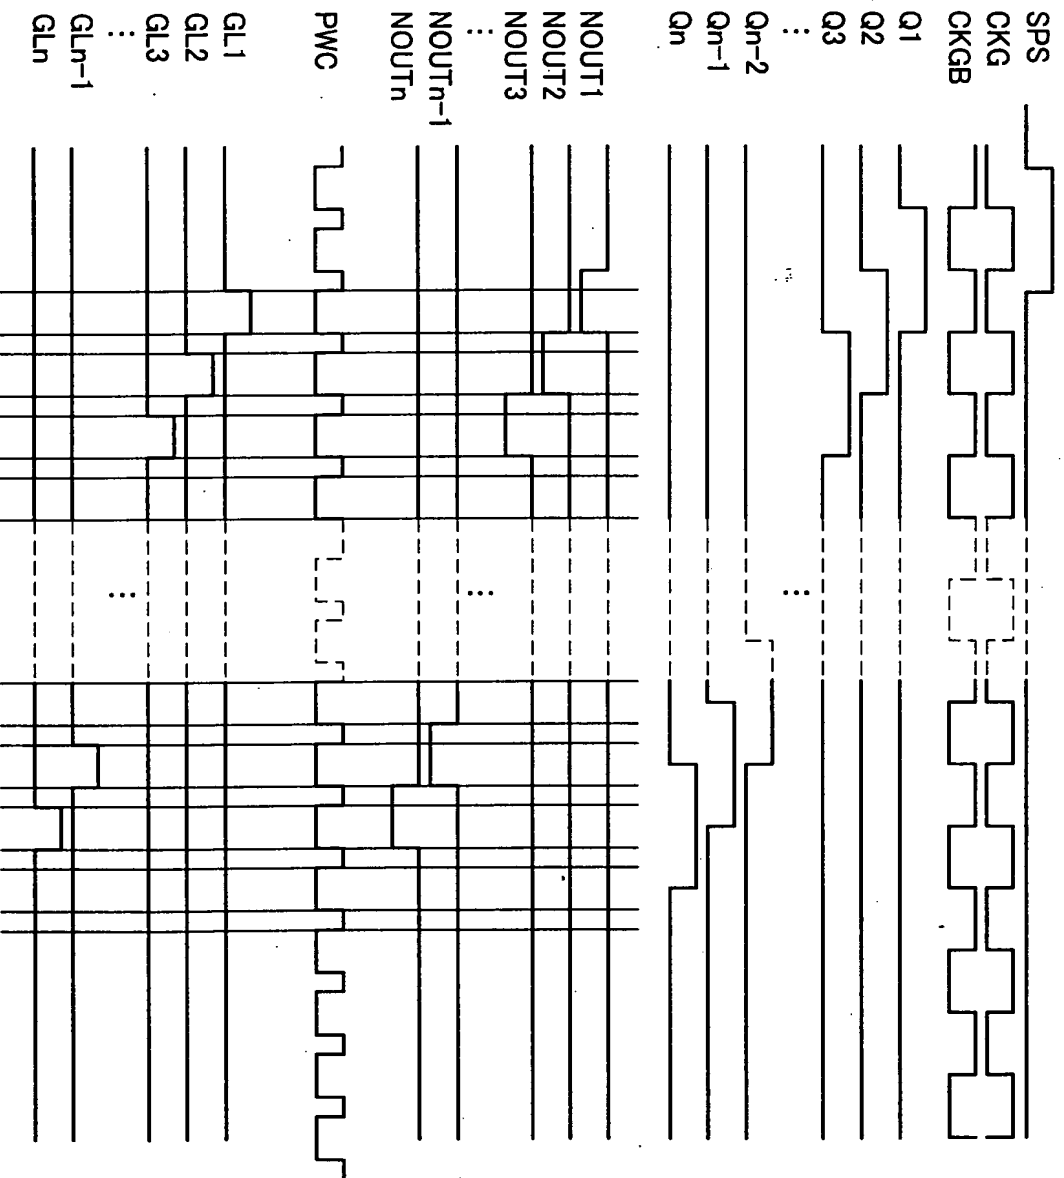 SPS
CKG
CKGB
Q1
Q2
Q3
⋮
Qn-2
Qn-1
Qn
NOUT1
NOUT2
NOUT3
⋮
NOUTn-1
NOUTn
PWC
GL1
GL2
GL3
⋮
GLn-1
GLn